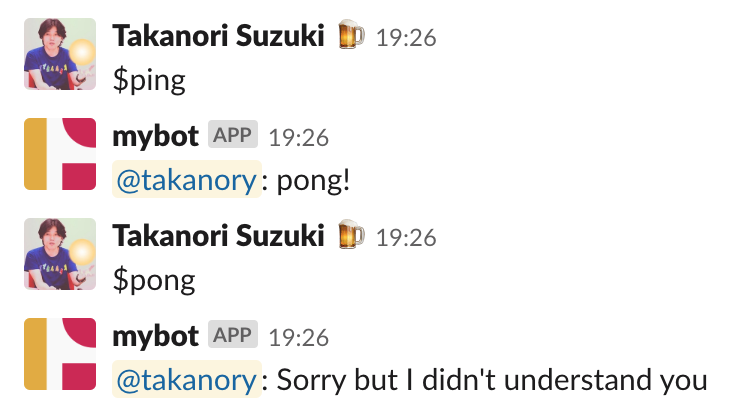 Takanori Suzuki 🍺 19:26
$ping
mybot APP 19:26
@takanory: pong!
Takanori Suzuki 🍺 19:26
$pong
mybot APP 19:26
@takanory: Sorry but I didn't understand you